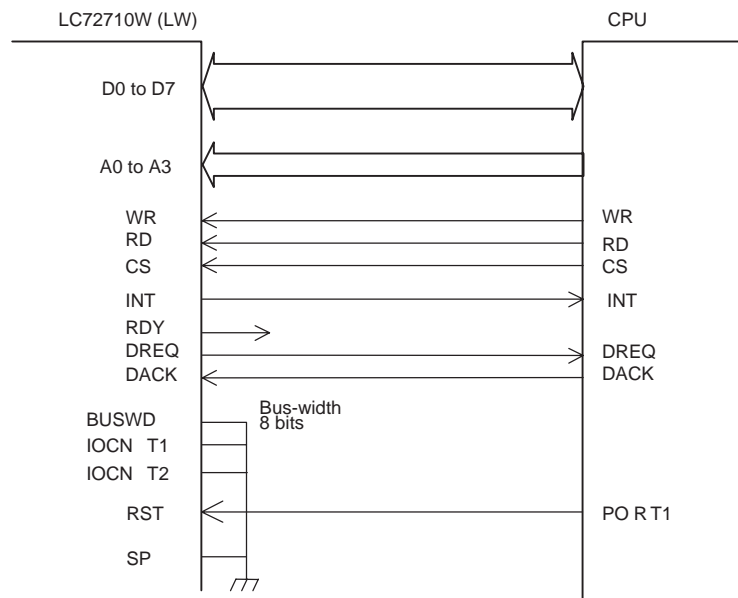 LC72710W (LW) CPU
D0 to D7
A0 to A3
WR WR
RD RD
CS CS
INT INT
RDY
DREQ DREQ
DACK DACK
BUSWD Bus-width
8 bits
IOCN T1
IOCN T2
RST PO R T1
SP